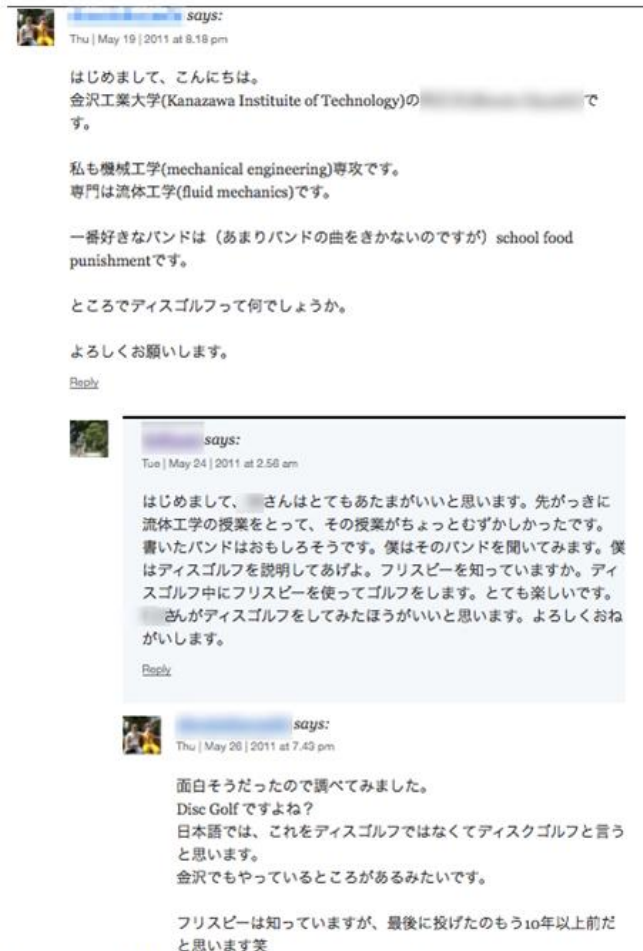 says:
Thu | May 19 | 2011 at 8.18 pm
はじめまして、こんにちは。
金沢工業大学(Kanazawa Instituite of Technology)の で
す。
私も機械工学(mechanical engineering)専攻です。
専門は流体工学(fluid mechanics)です。
一番好きなバンドは（あまりバンドの曲をきかないのですが）school food
punishmentです。
ところでディスゴルフって何でしょうか。
よろしくお願いします。
Reply
says:
Tue | May 24 | 2011 at 2.56 am
はじめまして、 さんはとてもあたまがいいと思います。先がっきに
流体工学の授業をとって、その授業がちょっとむずかしかったです。
書いたバンドはおもしろそうです。僕はそのバンドを聞いてみます。僕
はディスゴルフを説明してあげよ。フリスビーを知っていますか。ディ
スゴルフ中にフリスビーを使ってゴルフをします。とても楽しいです。
さんがディスゴルフをしてみたほうがいいと思います。よろしくおね
がいします。
Reply
says:
Thu | May 26 | 2011 at 7.43 pm
面白そうだったので調べてみました。
Disc Golf ですよね？
日本語では、これをディスゴルフではなくてディスクゴルフと言う
と思います。
金沢でもやっているところがあるみたいです。
フリスビーは知っていますが、最後に投げたのもう10年以上前だ
と思います笑